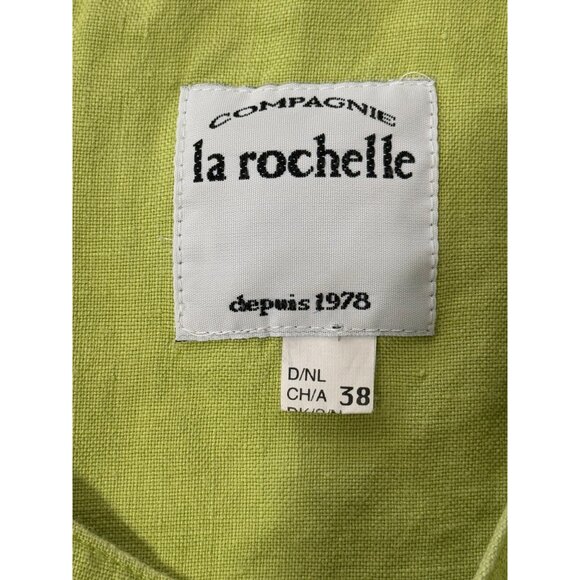 COMPAGNIE
la rochelle
depuis 1978
D/NL
CH/A 38